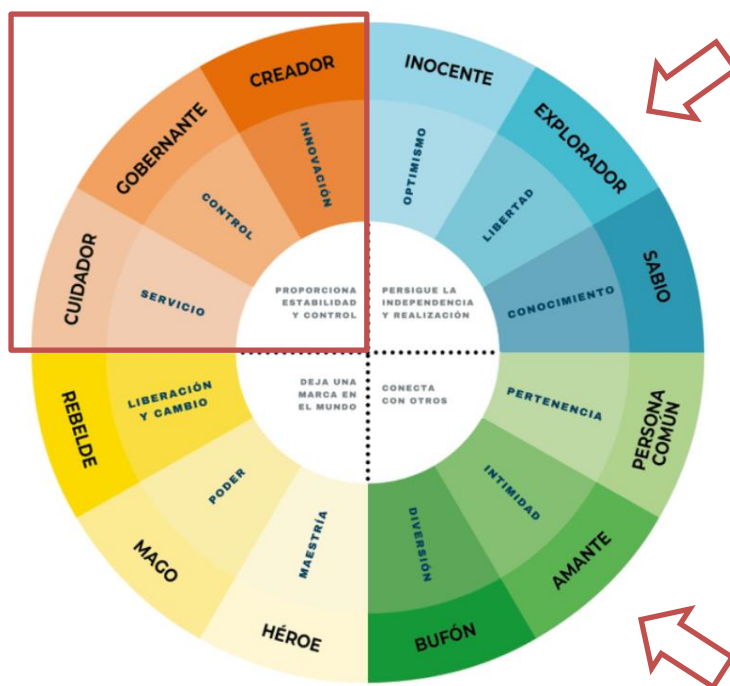 CREADOR
INOCENTE
GOBERNANTE
EXPLORADOR
INNOVACIÓN
OPTIMISMO
CONTROL
LIBERTAD
CUIDADOR
SABIO
SERVICIO
CONOCIMIENTO
PROPORCIONA
ESTABILIDAD
Y CONTROL
PERSIGUE LA
INDEPENDENCIA
Y REALIZACIÓN
DEJA UNA
MARCA EN
EL MUNDO
CONECTA
CON OTROS
LIBERACIÓN
Y CAMBIO
PERTENENCIA
REBELDE
PERSONA
COMÚN
PODER
INTIMIDAD
MAESTRÍA
DIVERSIÓN
MAGO
AMANTE
HÉROE
BUFÓN